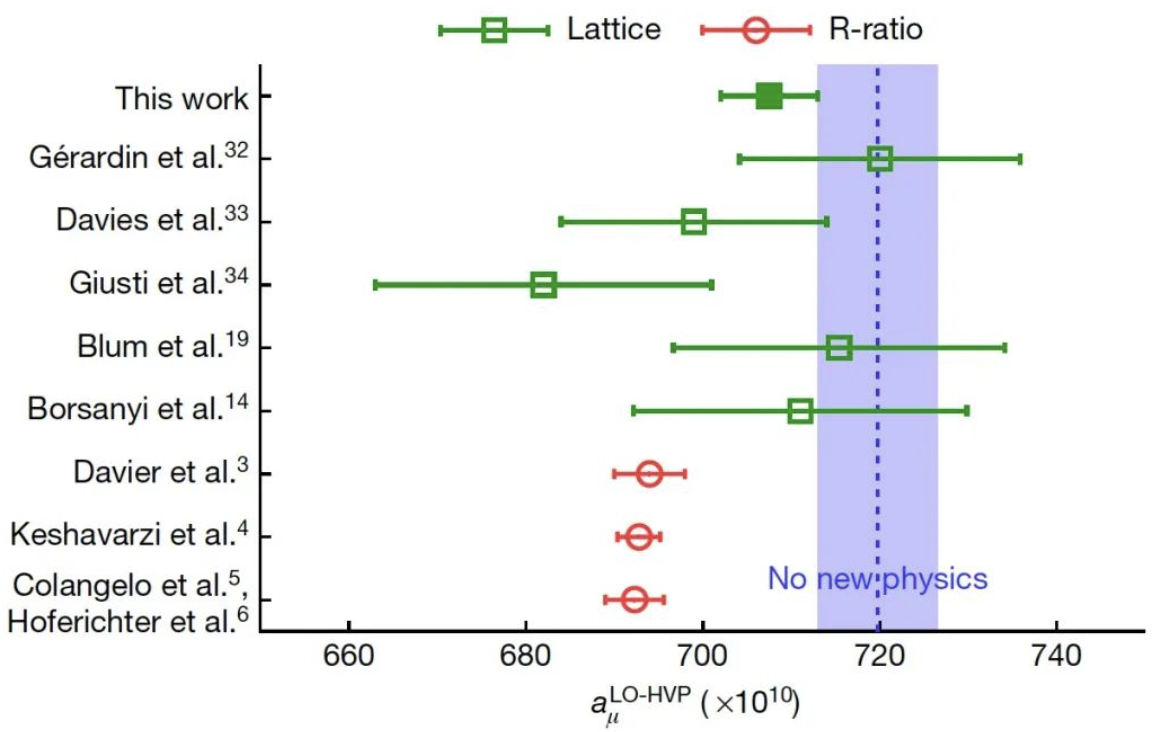 Lattice R-ratio
This work
Gérardin et al.³²
Davies et al.³³
Giusti et al.³⁴
Blum et al.¹⁹
Borsanyi et al.¹⁴
Davier et al.³
Keshavarzi et al.⁴
Colangelo et al.⁵,
Hoferichter et al.⁶
No new physics
660 680 700 720 740
aμ^LO-HVP (×10¹⁰)